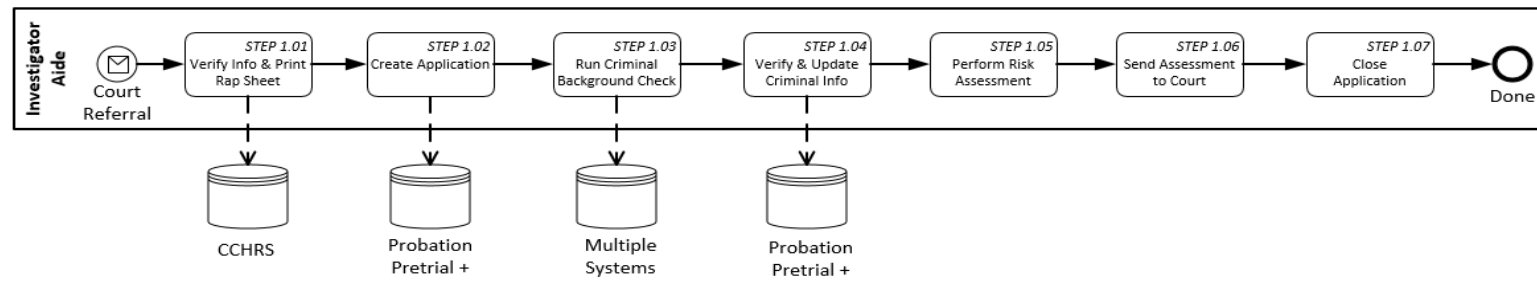 Investigator
Aide
Court
Referral
STEP 1.01
Verify Info & Print
Rap Sheet
STEP 1.02
Create Application
STEP 1.03
Run Criminal
Background Check
STEP 1.04
Verify & Update
Criminal Info
STEP 1.05
Perform Risk
Assessment
STEP 1.06
Send Assessment
to Court
STEP 1.07
Close
Application
Done
CCHRS
Probation
Pretrial +
Multiple
Systems
Probation
Pretrial +